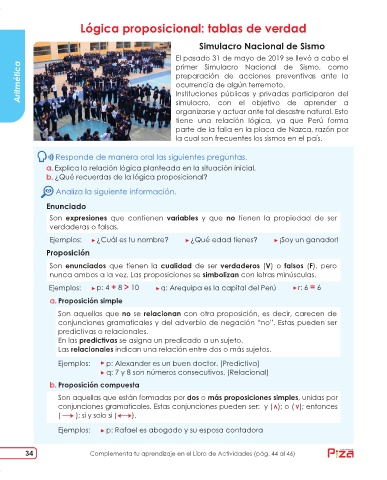 Lógica proposicional: tablas de verdad
Aritmética
Simulacro Nacional de Sismo
El pasado 31 de mayo de 2019 se llevó a cabo el
primer Simulacro Nacional de Sismo, como
preparación de acciones preventivas ante la
ocurrencia de algún terremoto.
Instituciones públicas y privadas participaron del
simulacro, con el objetivo de aprender a
organizarse y actuar ante tal desastre natural. Esto
tiene una relación lógica, ya que Perú forma
parte de la falla en la placa de Nazca, razón por
la cual son frecuentes los sismos en el país.
Responde de manera oral las siguientes preguntas.
a. Explica la relación lógica planteada en la situación inicial.
b. ¿Qué recuerdas de la lógica proposicional?
Analiza la siguiente información.
Enunciado
Son expresiones que contienen variables y que no tienen la propiedad de ser
verdaderas o falsas.
Ejemplos: ▸ ¿Cuál es tu nombre? ▸ ¿Qué edad tienes? ▸ ¡Soy un ganador!
Proposición
Son enunciados que tienen la cualidad de ser verdaderos (V) o falsos (F), pero
nunca ambos a la vez. Las proposiciones se simbolizan con letras minúsculas.
Ejemplos: ▸ p: 4 + 8 > 10 ▸ q: Arequipa es la capital del Perú ▸ r: 6 = 6
a. Proposición simple
Son aquellas que no se relacionan con otra proposición, es decir, carecen de
conjunciones gramaticales y del adverbio de negación “no”. Estas pueden ser
predicativas o relacionales.
En las predictivas se asigna un predicado a un sujeto.
Las relacionales indican una relación entre dos o más sujetos.
Ejemplos: ▸ p: Alexander es un buen doctor. (Predictiva)
▸ q: 7 y 8 son números consecutivos. (Relacional)
b. Proposición compuesta
Son aquellas que están formadas por dos o más proposiciones simples, unidas por
conjunciones gramaticales. Estas conjunciones pueden ser: y (∧); o (∨); entonces
(→); si y solo si (↔).
Ejemplo: ▸ p: Rafael es abogado y su esposa contadora
34
Complementa tu aprendizaje en el Libro de Actividades (pág. 44 al 46)
Pza